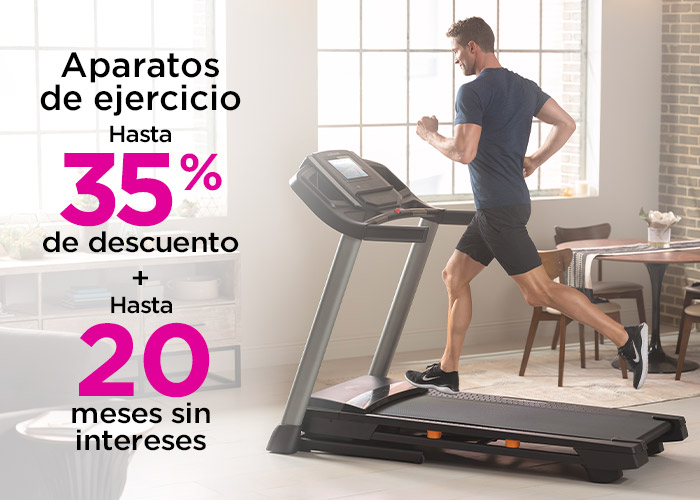 Aparatos
de ejercicio
Hasta
35%
de descuento
+
Hasta
20
meses sin
intereses